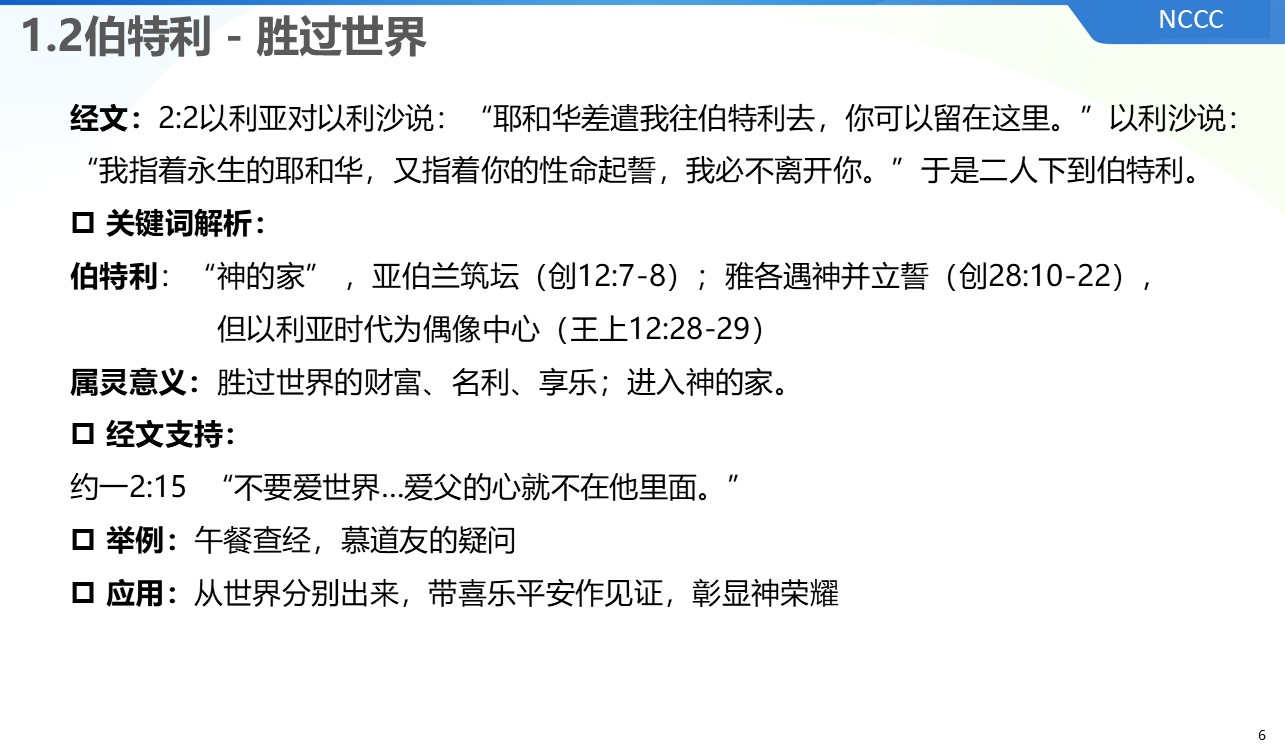 NCCC
1.2伯特利 - 胜过世界
经文：2:2以利亚对以利沙说：“耶和华差遣我往伯特利去，你可以留在这里。”以利沙说：
“我指着永生的耶和华，又指着你的性命起誓，我必不离开你。”于是二人下到伯特利。
关键词解析：
伯特利：“神的家”，亚伯兰筑坛（创12:7-8）；雅各遇神并立誓（创28:10-22），
但以利亚时代为偶像中心（王上12:28-29）
属灵意义：胜过世界的财富、名利、享乐；进入神的家。
经文支持：
约一2:15 “不要爱世界...爱父的心就不在他里面。”
举例：午餐查经，慕道友的疑问
应用：从世界分别出来，带喜乐平安作见证，彰显神荣耀
6